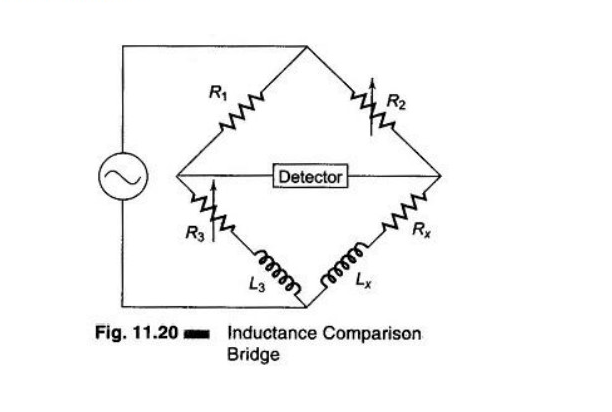 R1
R2
Detector
R3
Rx
L3
Lx
Fig. 11.20 Inductance Comparison
Bridge